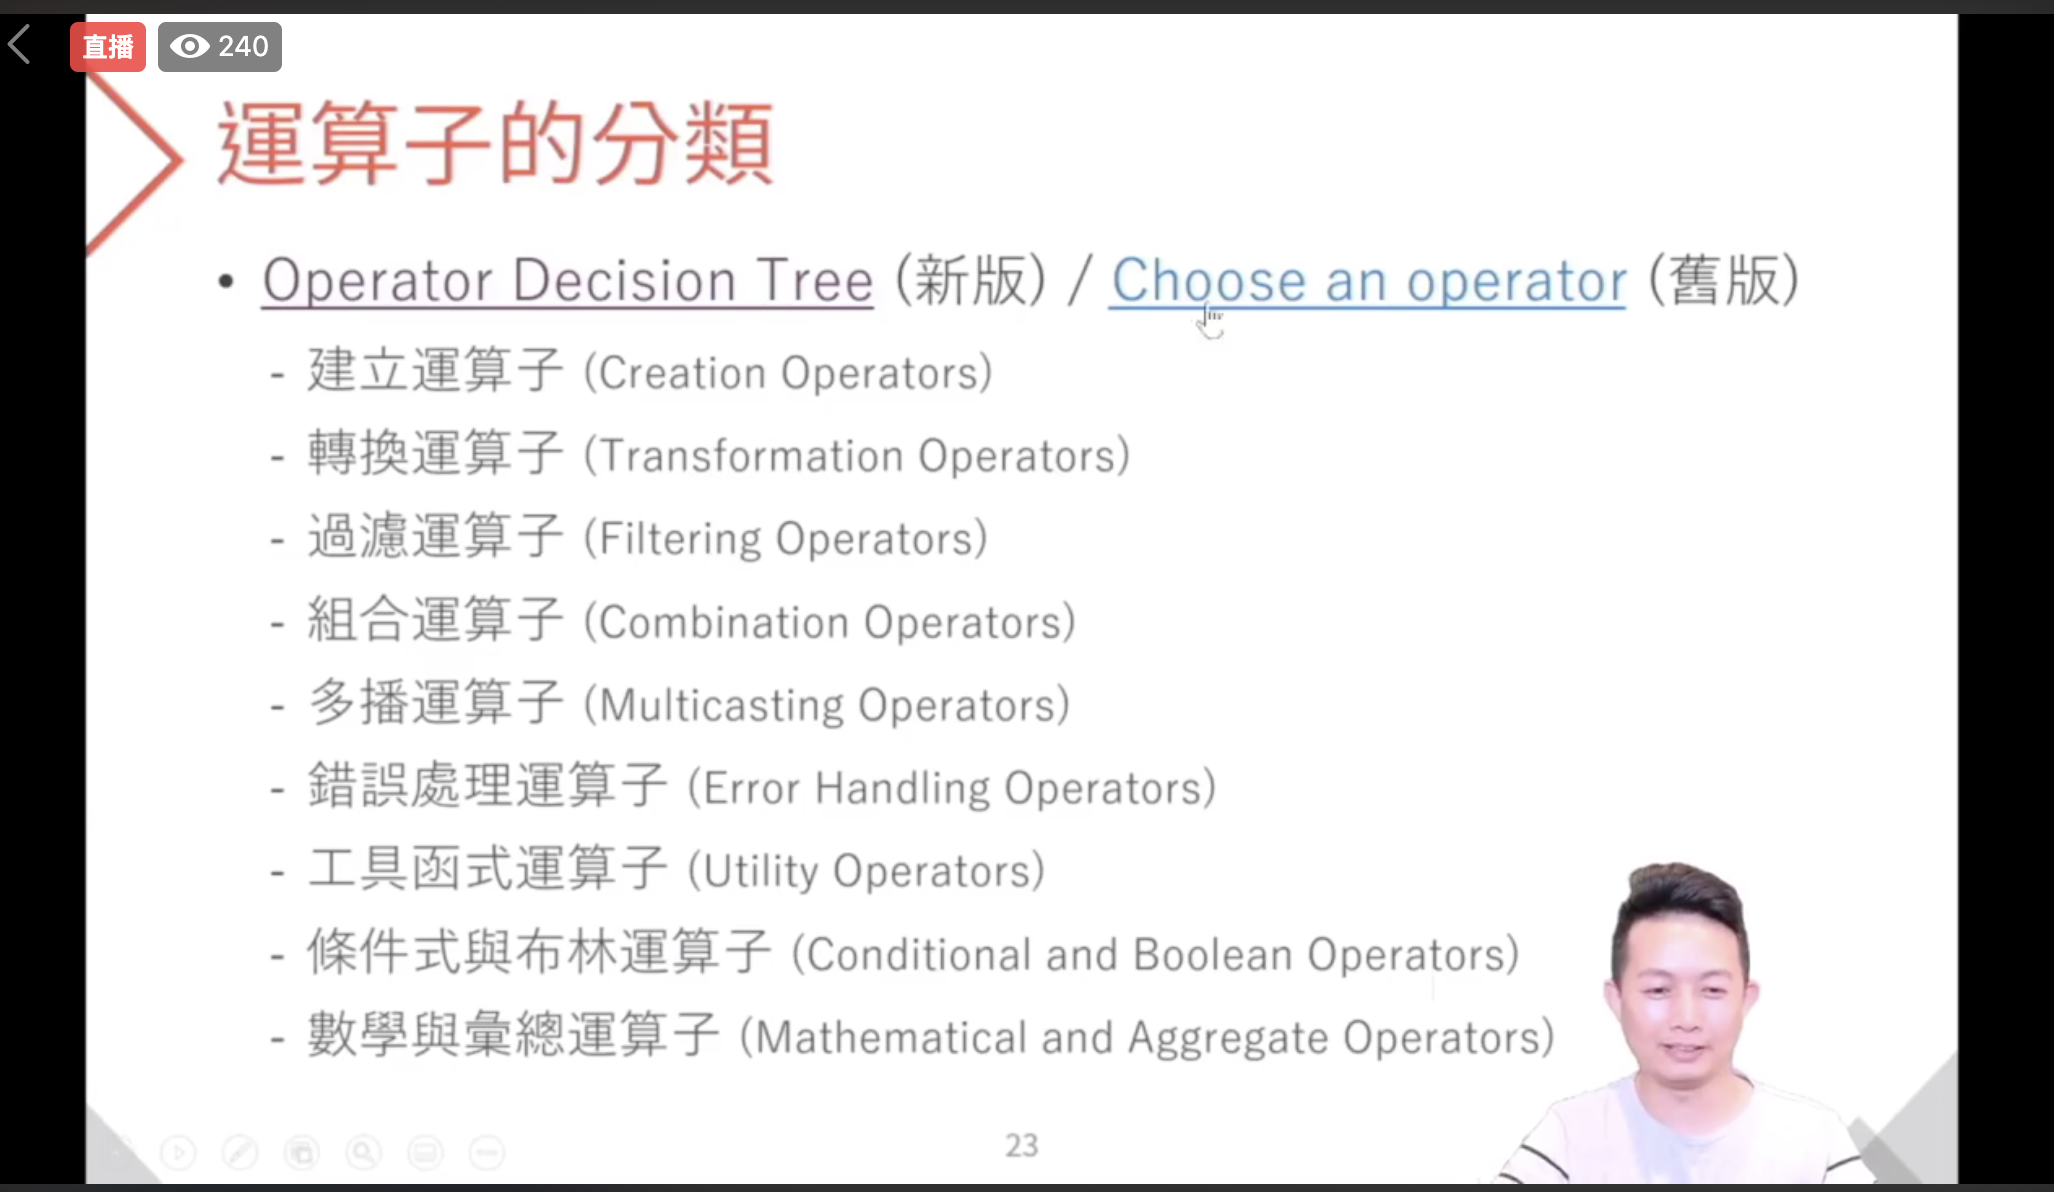 直播 240
運算子的分類
• Operator Decision Tree (新版) / Choose an operator (舊版)
- 建立運算子 (Creation Operators)
- 轉換運算子 (Transformation Operators)
- 過濾運算子 (Filtering Operators)
- 組合運算子 (Combination Operators)
- 多播運算子 (Multicasting Operators)
- 錯誤處理運算子 (Error Handling Operators)
- 工具函式運算子 (Utility Operators)
- 條件式與布林運算子 (Conditional and Boolean Operators)
- 數學與彙總運算子 (Mathematical and Aggregate Operators)
23